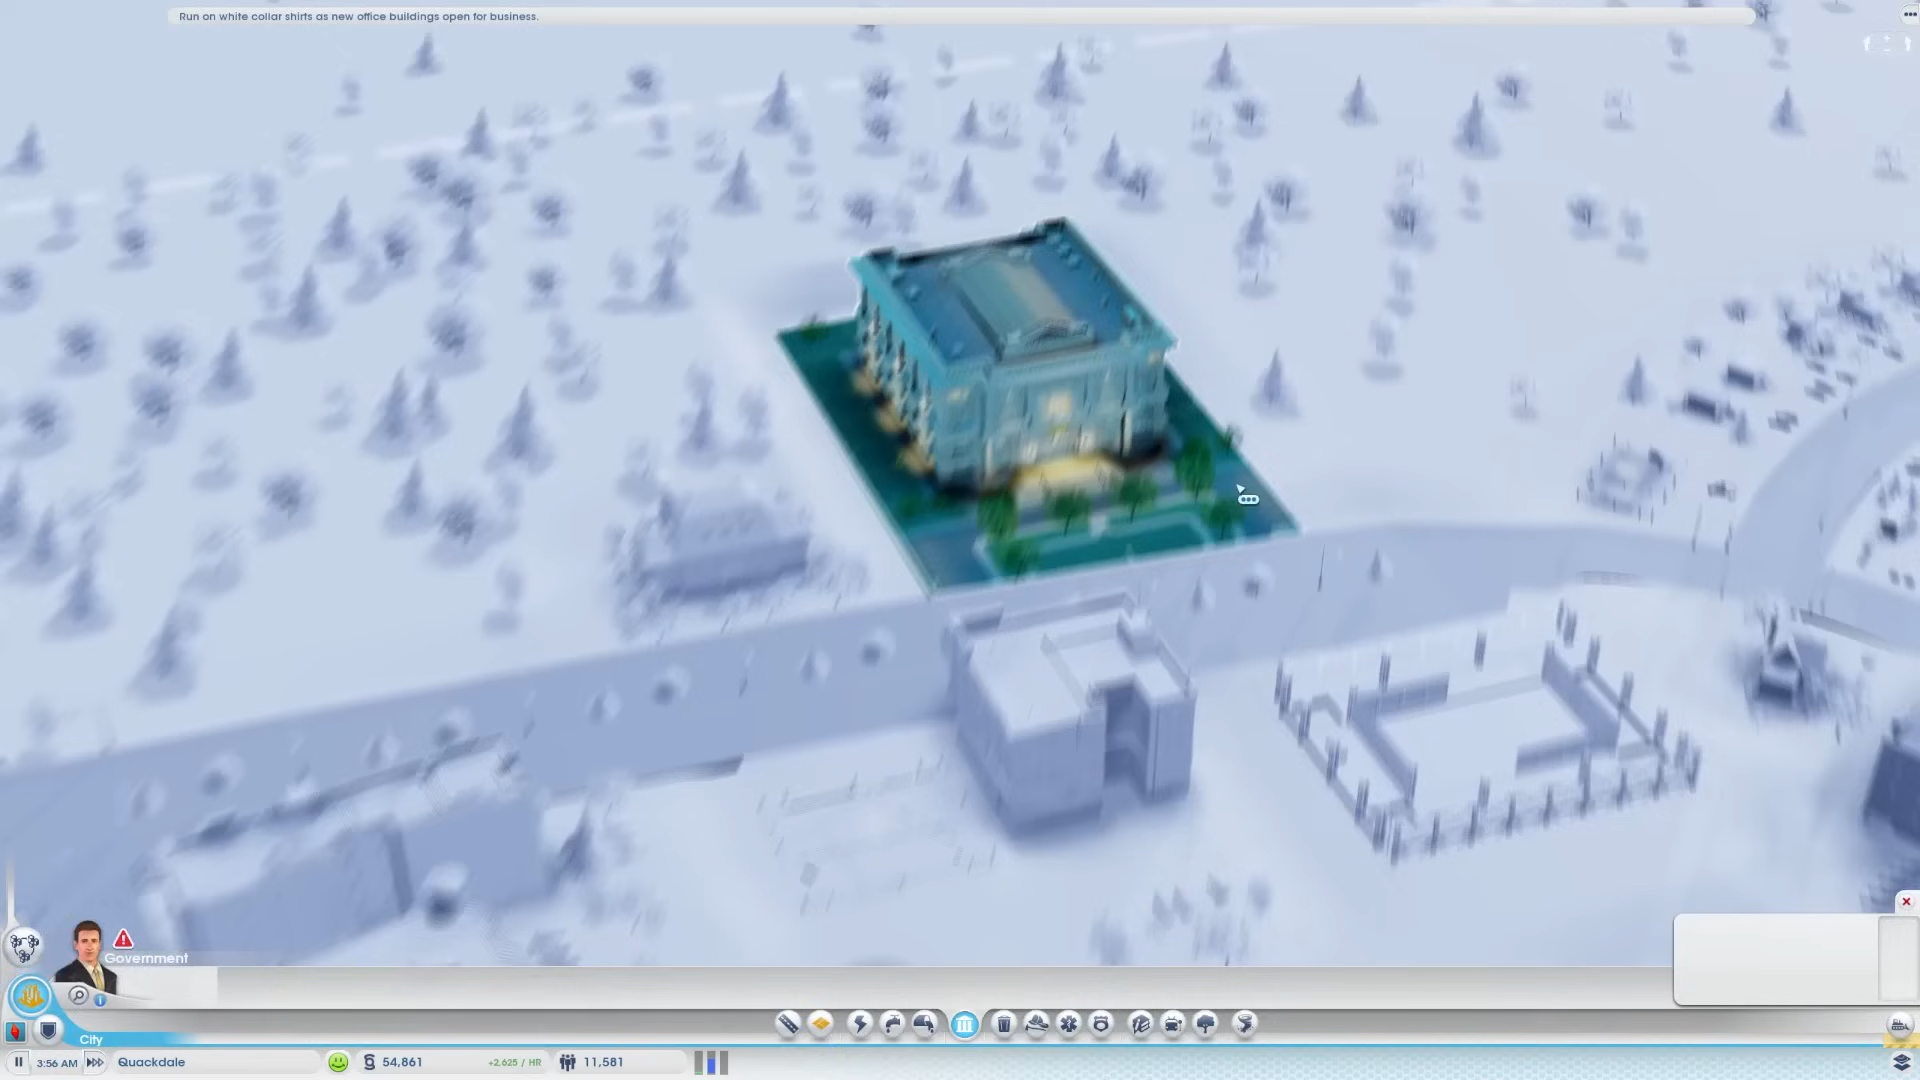 Run on white collar shirts as new office buildings open for business.
Government
City
3:56 AM
Quackdale
54,861
+2,625 / HR
11,581